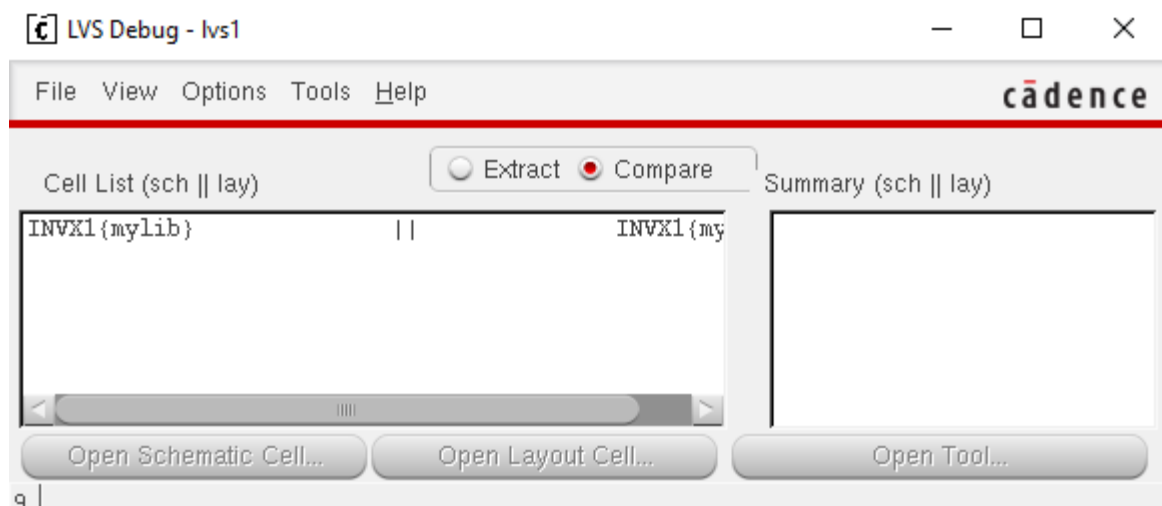 LVS Debug - lvs1
File View Options Tools Help
cādence
Extract Compare
Cell List (sch || lay)
Summary (sch || lay)
INVX1{mylib} || INVX1{my
Open Schematic Cell... Open Layout Cell... Open Tool...
9